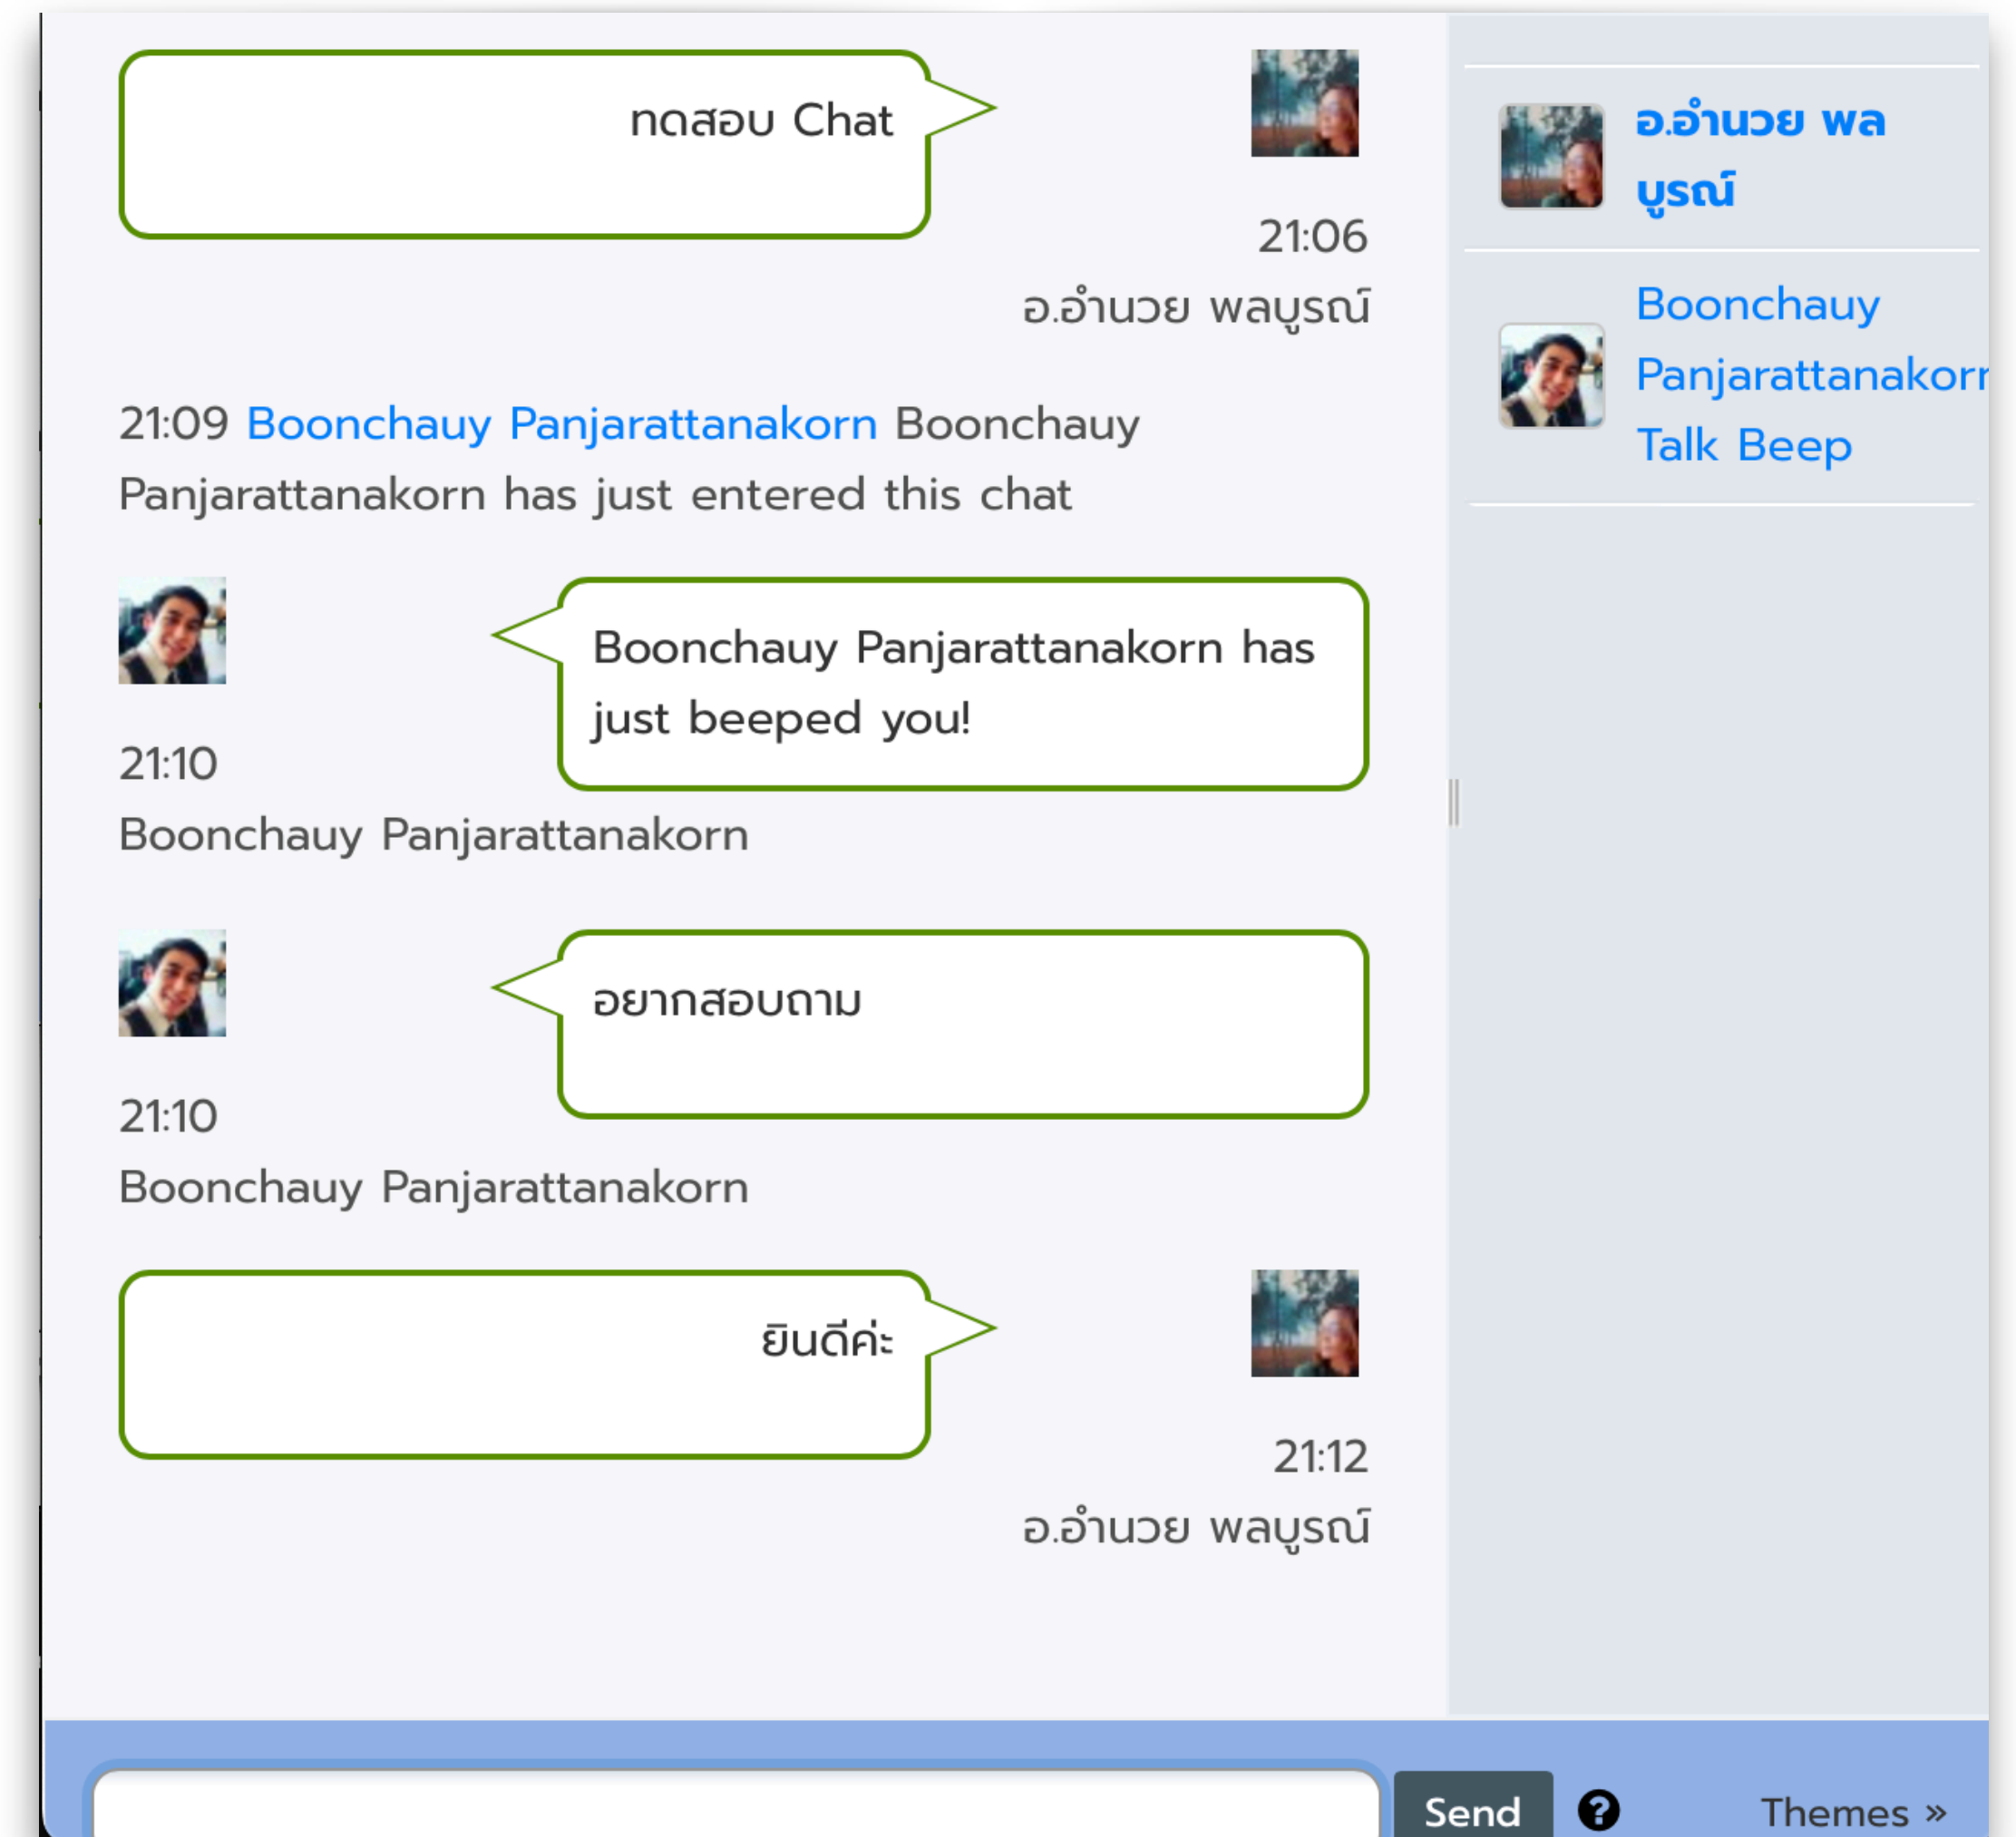 ทดสอบ Chat
21:06
อ.อำนวย พลบูรณ์
21:09 Boonchauy Panjarattanakorn Boonchauy
Panjarattanakorn has just entered this chat
Boonchauy Panjarattanakorn has
just beeped you!
21:10
Boonchauy Panjarattanakorn
อยากสอบถาม
21:10
Boonchauy Panjarattanakorn
ยินดีค่ะ
21:12
อ.อำนวย พลบูรณ์
อ.อำนวย พล
บูรณ์
Boonchauy
Panjarattanakorn
Talk Beep
Send
?
Themes »